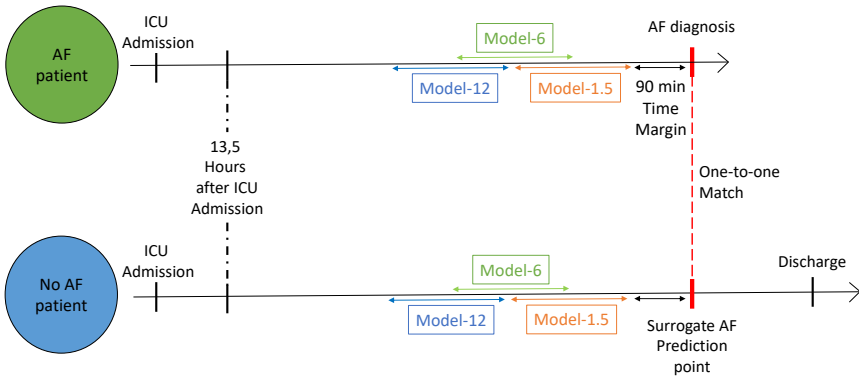 ICU
Admission
AF diagnosis
Model-6
AF
patient
Model-12
Model-1.5
90 min
Time
Margin
13,5
Hours
after ICU
Admission
One-to-one
Match
ICU
Admission
Discharge
Model-6
No AF
patient
Model-12
Model-1.5
Surrogate AF
Prediction
point